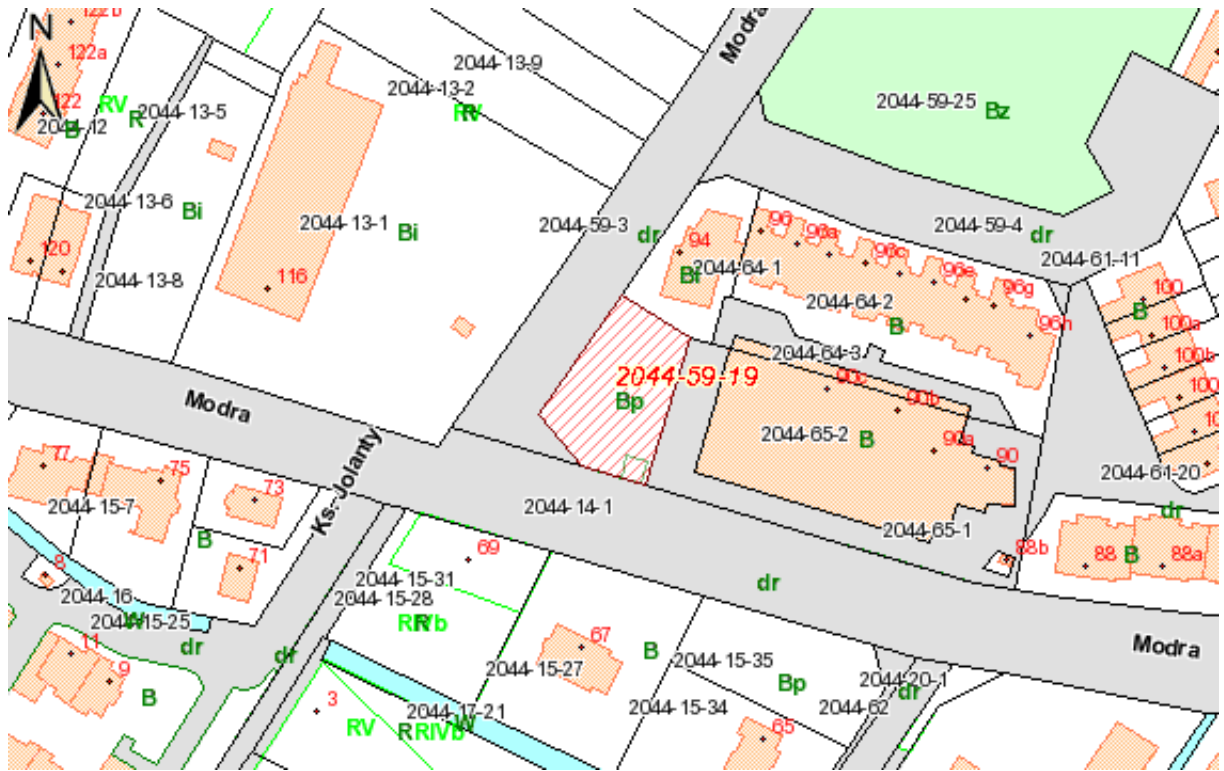 N
122b
122a
122
2044-12
B
RV
R
2044-13-5
2044-13-9
2044-13-2
Modra
2044-59-25
Bz
2044-13-6
Bi
2044-13-1
Bi
2044-59-3
dr
2044-59-4
dr
2044-61-11
120
2044-13-8
116
94
Bi
2044-64-1
96
96a
96c
96e
96g
96h
2044-64-2
B
100
B
100a
100b
2044-64-3
2044-59-19
Bp
90c
90b
90a
90
2044-65-2
B
2044-61-20
dr
Modra
Ks. Jolanty
77
75
73
71
2044-15-7
B
2044-14-1
2044-65-1
88b
88
B
88a
8
2044-16
2044-15-25
W
dr
dr
69
2044-15-31
2044-15-28
RIVb
dr
67
B
2044-15-27
2044-15-35
Bp
2044-15-34
2044-20-1
dr
2044-62
Modra
11
9
B
3
RV
R
RIVb
2044-17-21
W
65